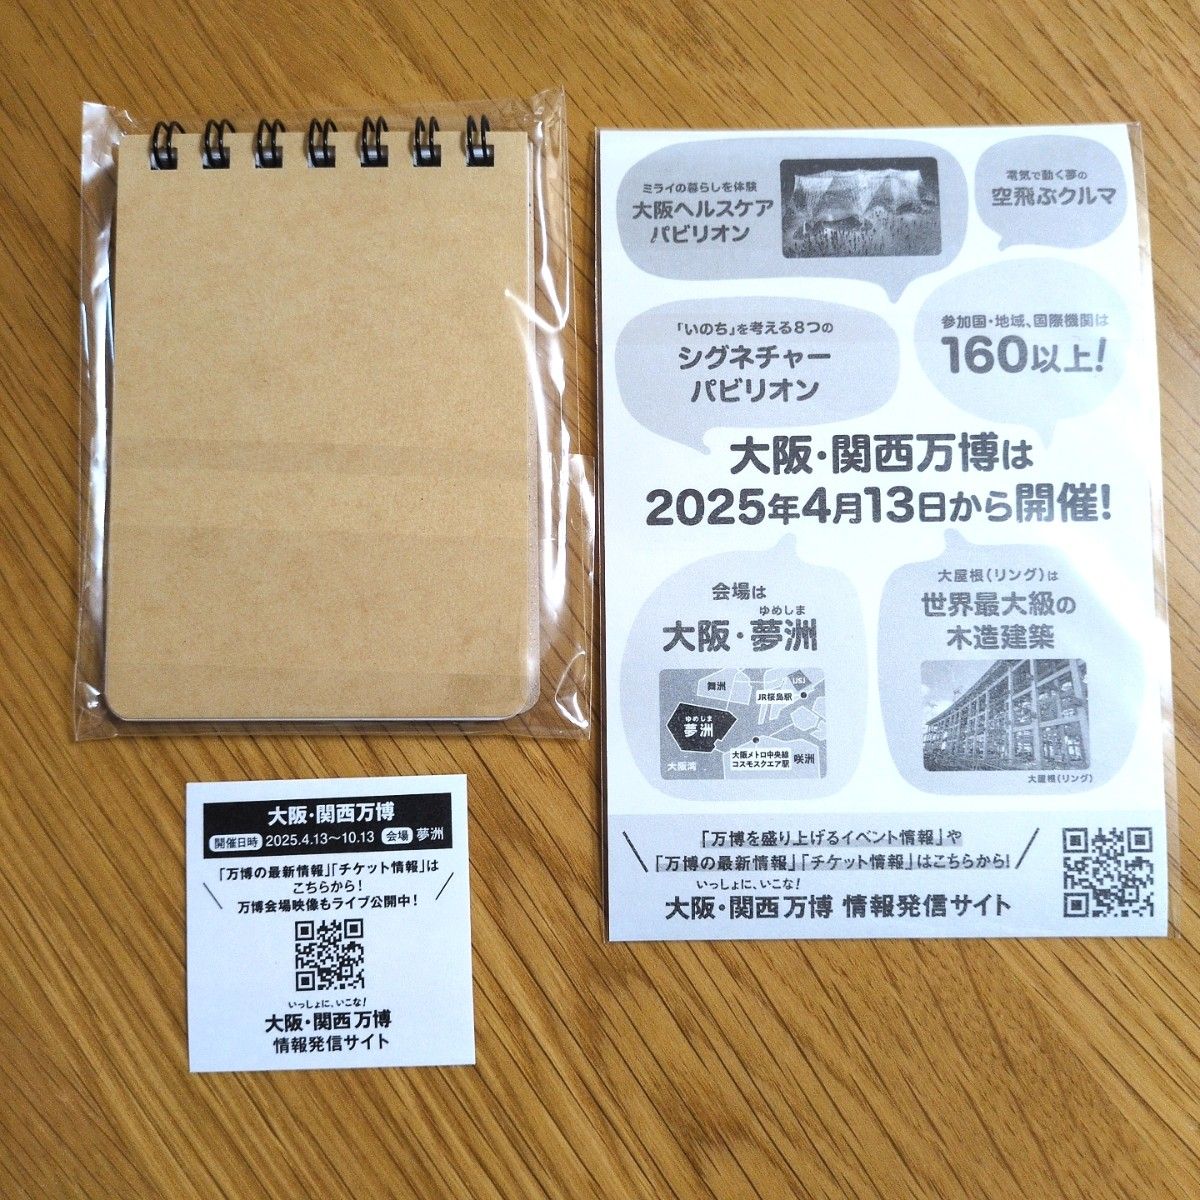 ミライの暮らしを体験
大阪ヘルスケア
パビリオン
電気で動く夢の
空飛ぶクルマ
「いのち」を考える8つの
シグネチャー
パビリオン
参加国・地域、国際機関は
160以上!
大阪・関西万博は
2025年4月13日から開催!
会場は
ゆめしま
大阪・夢洲
舞洲
USJ
JR桜島駅
ゆめしま
夢洲
大阪メトロ中央線
コスモスクエア駅
咲洲
大阪湾
大屋根(リング)は
世界最大級の
木造建築
大屋根(リング)
「万博を盛り上げるイベント情報」や
「万博の最新情報」「チケット情報」はこちらから!
いっしょに、いこな!
大阪・関西万博 情報発信サイト
大阪・関西万博
開催日時 2025.4.13～10.13 会場 夢洲
「万博の最新情報」「チケット情報」は
こちらから!
万博会場映像もライブ公開中!
いっしょに、いこな!
大阪・関西万博
情報発信サイト